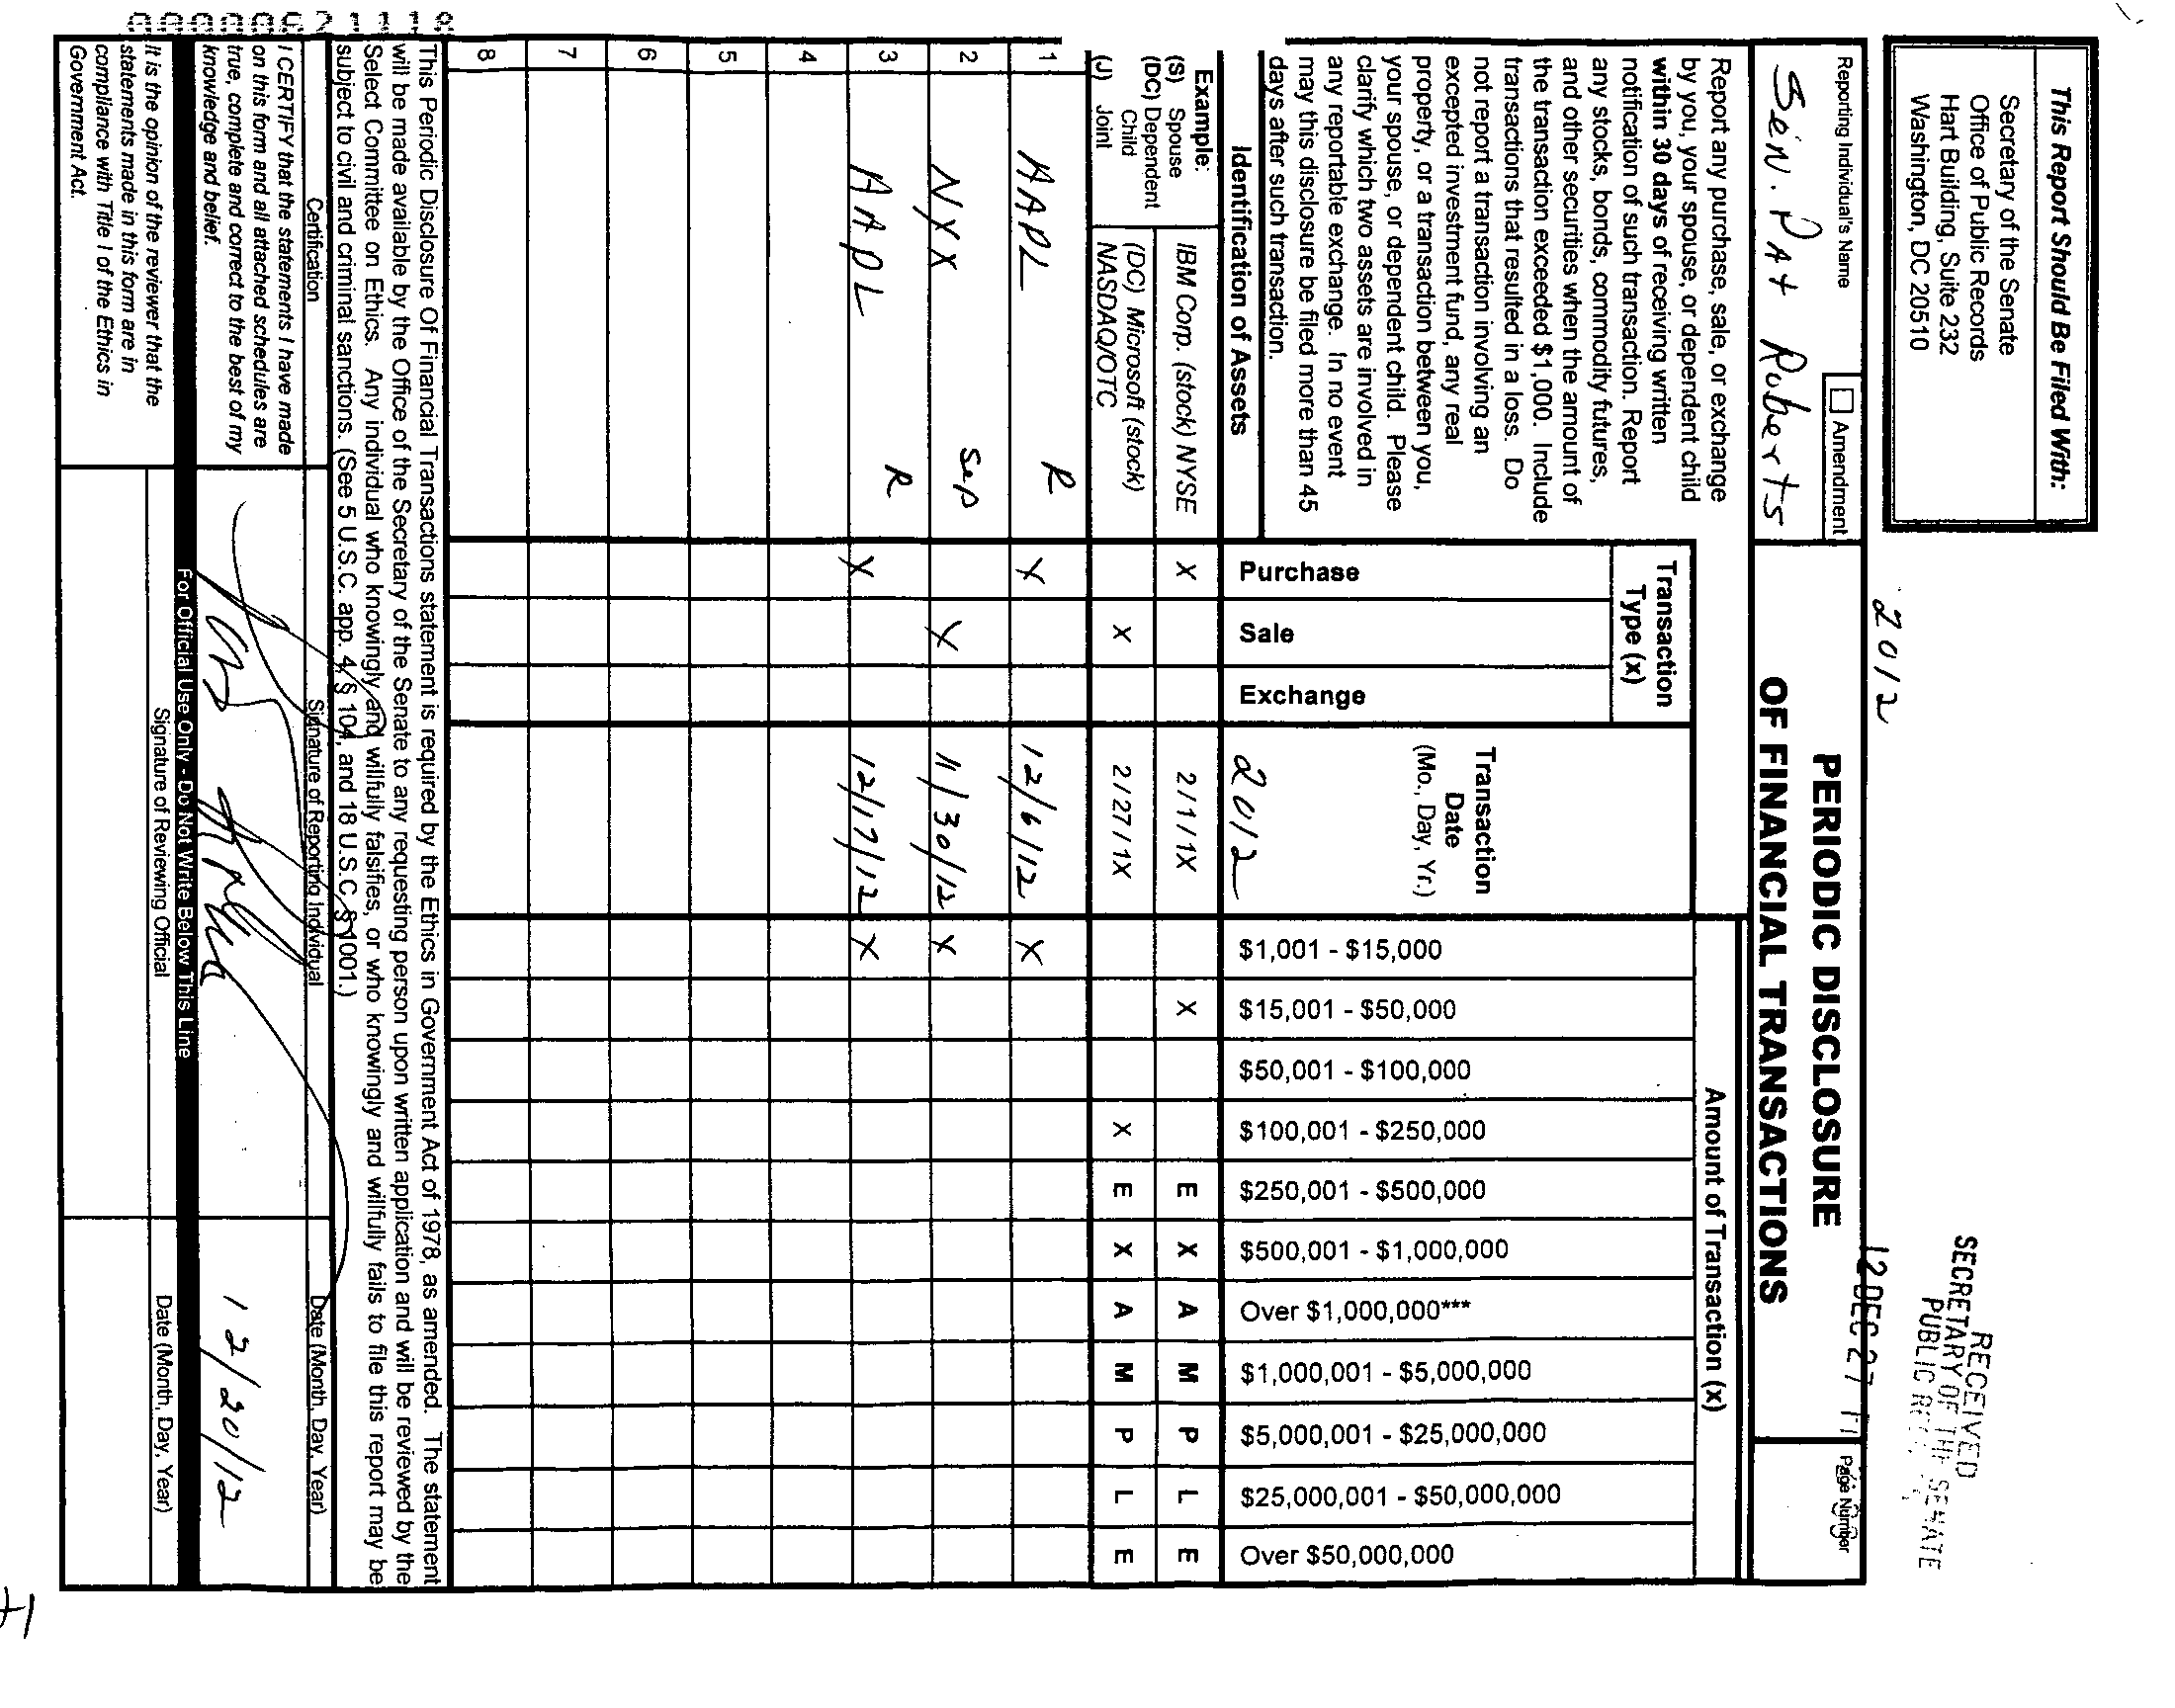 2012
RECEIVED
SECRETARY OF THE SENATE
PUBLIC
12 DEC 27
This Report Should Be Filed With:
Secretary of the Senate
Office of Public Records
Hart Building, Suite 232
Washington, DC 20510
Reporting Individual's Name
☐ Amendment
Sen. Pat Roberts
PERIODIC DISCLOSURE
OF FINANCIAL TRANSACTIONS
Page Number
Report any purchase, sale, or exchange
by you, your spouse, or dependent child
within 30 days of receiving written
notification of such transaction. Report
any stocks, bonds, commodity futures,
and other securities when the amount of
the transaction exceeded $1,000. Include
transactions that resulted in a loss. Do
not report a transaction involving an
excepted investment fund, any real
property, or a transaction between you,
your spouse, or dependent child. Please
clarify which two assets are involved in
any reportable exchange. In no event
may this disclosure be filed more than 45
days after such transaction.
Identification of Assets
Transaction
Type (x)
Purchase
Sale
Exchange
Transaction
Date
(Mo., Day, Yr.)
2012
Amount of Transaction (x)
$1,001 - $15,000
$15,001 - $50,000
$50,001 - $100,000
$100,001 - $250,000
$250,001 - $500,000
$500,001 - $1,000,000
Over $1,000,000***
$1,000,001 - $5,000,000
$5,000,001 - $25,000,000
$25,000,001 - $50,000,000
Over $50,000,000
Example:
(S) Spouse
(DC) Dependent
Child
(J) Joint
IBM Corp. (stock) NYSE X 2/1/1X X E X A M P L E
(DC) Microsoft (stock)
NASDAQ/OTC X 2/27/1X X E X A M P L E
1 AAPL R X 12/6/12 X
2 NYX Sep X 11/30/12 X
3 AAPL R X 12/17/12 X
4
5
6
7
8
This Periodic Disclosure Of Financial Transactions statement is required by the Ethics in Government Act of 1978, as amended. The statement
will be made available by the Office of the Secretary of the Senate to any requesting person upon written application and will be reviewed by the
Select Committee on Ethics. Any individual who knowingly and willfully falsifies, or who knowingly and willfully fails to file this report may be
subject to civil and criminal sanctions. (See 5 U.S.C. app. 4, § 104, and 18 U.S.C. § 1001.)
Certification
Signature of Reporting Individual
Date (Month, Day, Year)
I CERTIFY that the statements I have made
on this form and all attached schedules are
true, complete and correct to the best of my
knowledge and belief.
12/20/12
For Official Use Only - Do Not Write Below This Line
It is the opinion of the reviewer that the
statements made in this form are in
compliance with Title I of the Ethics in
Government Act.
Signature of Reviewing Official
Date (Month, Day, Year)